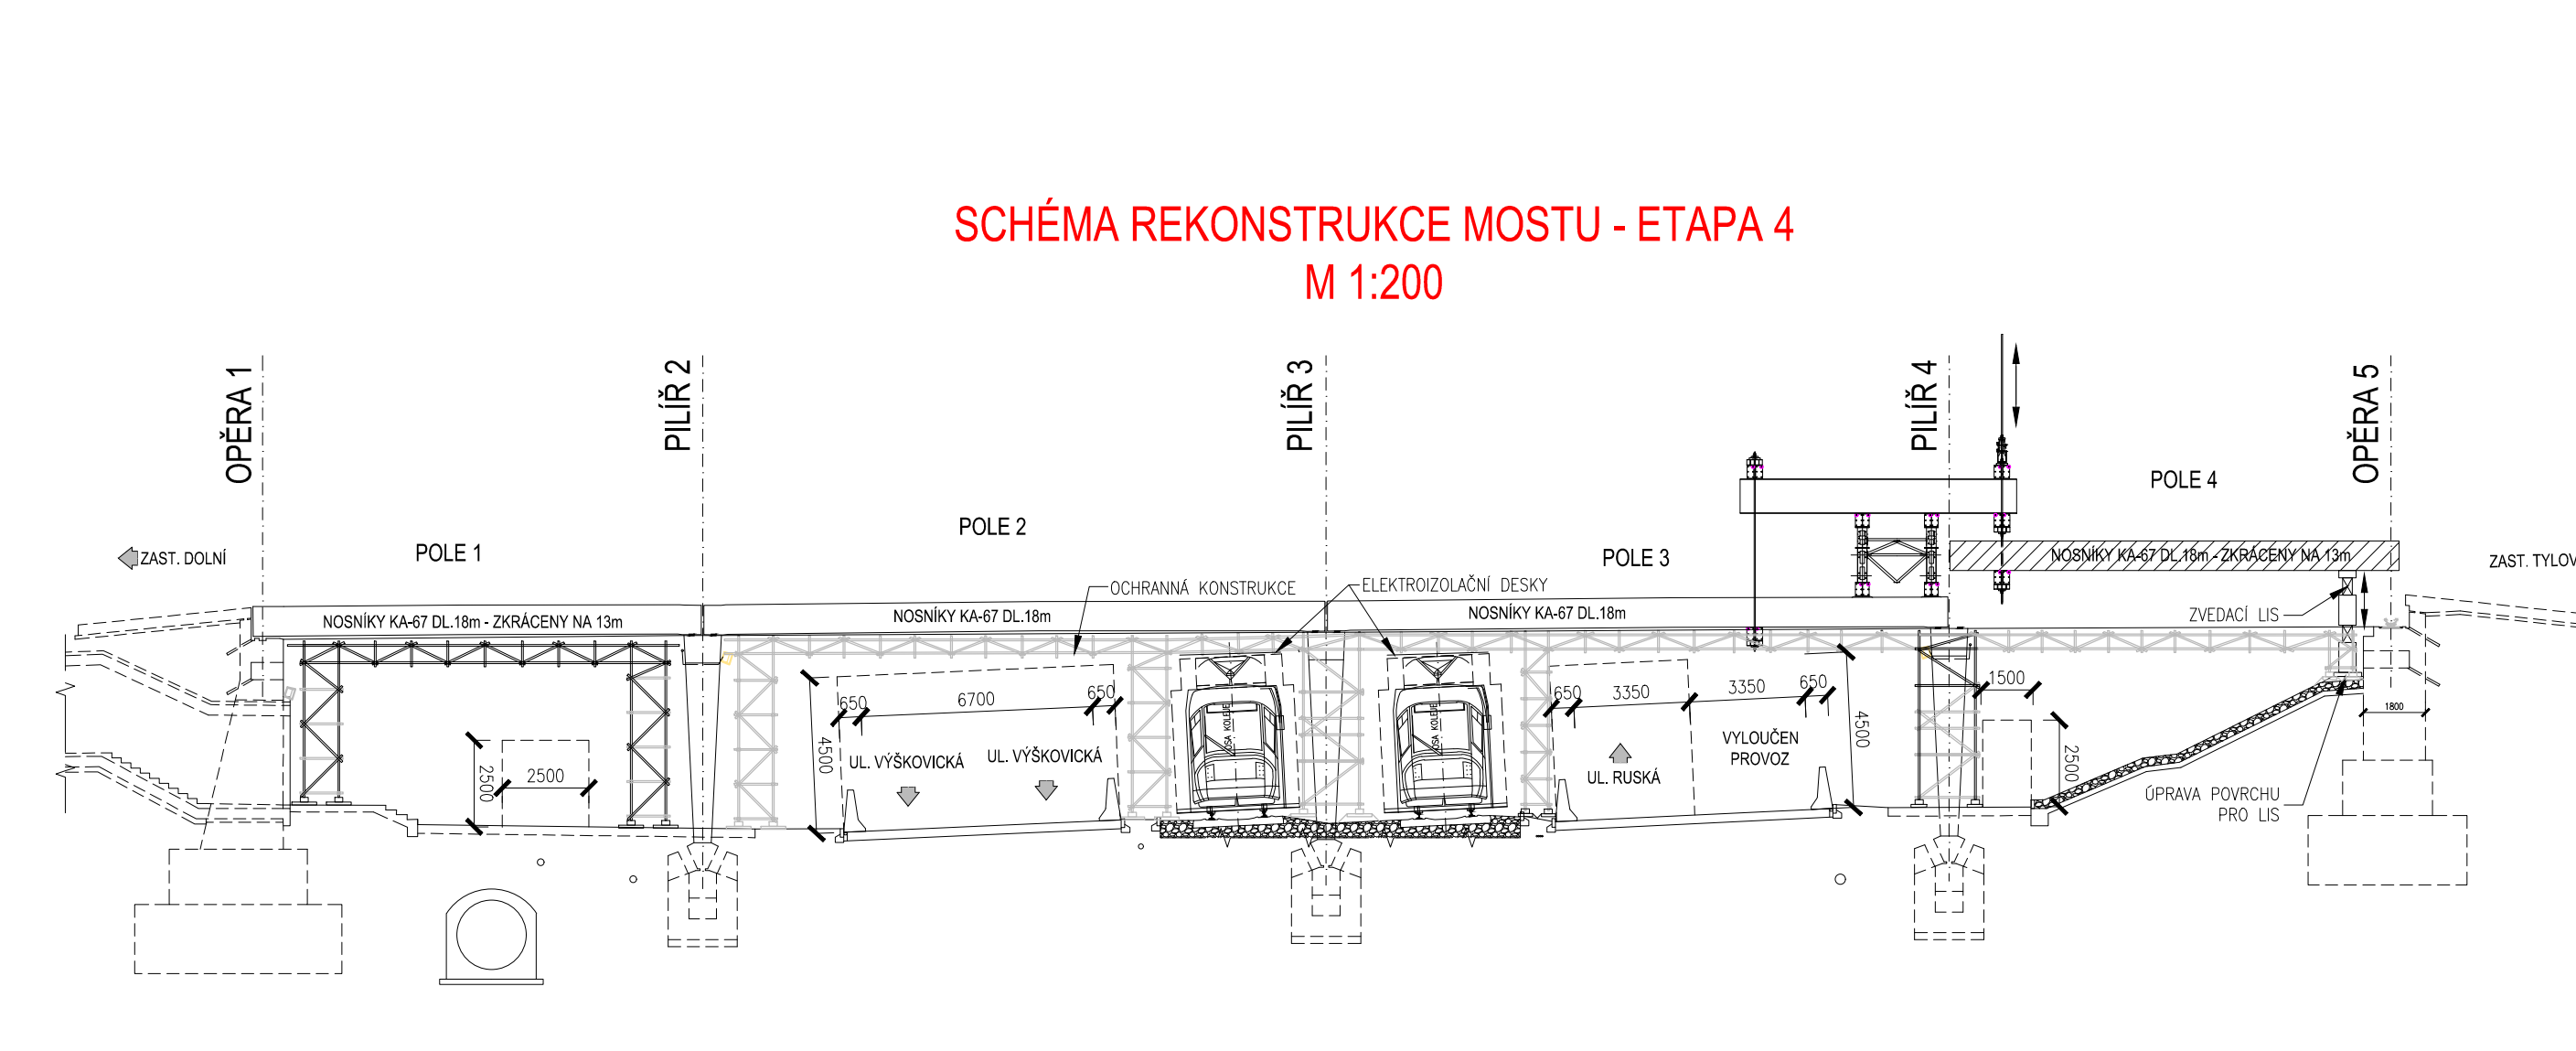 SCHÉMA REKONSTRUKCE MOSTU - ETAPA 4
M 1:200
OPĚRA 1
PILÍŘ 2
PILÍŘ 3
PILÍŘ 4
OPĚRA 5
POLE 1
POLE 2
POLE 3
POLE 4
ZAST. DOLNÍ
ZAST. TYLOV
NOSNÍKY KA-67 DL.18m - ZKRÁCENY NA 13m
NOSNÍKY KA-67 DL.18m
NOSNÍKY KA-67 DL.18m
NOSNÍKY KA-67 DL.18m - ZKRÁCENY NA 13m
OCHRANNÁ KONSTRUKCE
ELEKTROIZOLAČNÍ DESKY
ZVEDACÍ LIS
2500
2500
4500
650
6700
650
UL. VÝŠKOVICKÁ
UL. VÝŠKOVICKÁ
OSA KOLEJE
OSA KOLEJE
650
3350
3350
650
4500
UL. RUSKÁ
VYLOUČEN
PROVOZ
1500
2500
1800
ÚPRAVA POVRCHU
PRO LIS